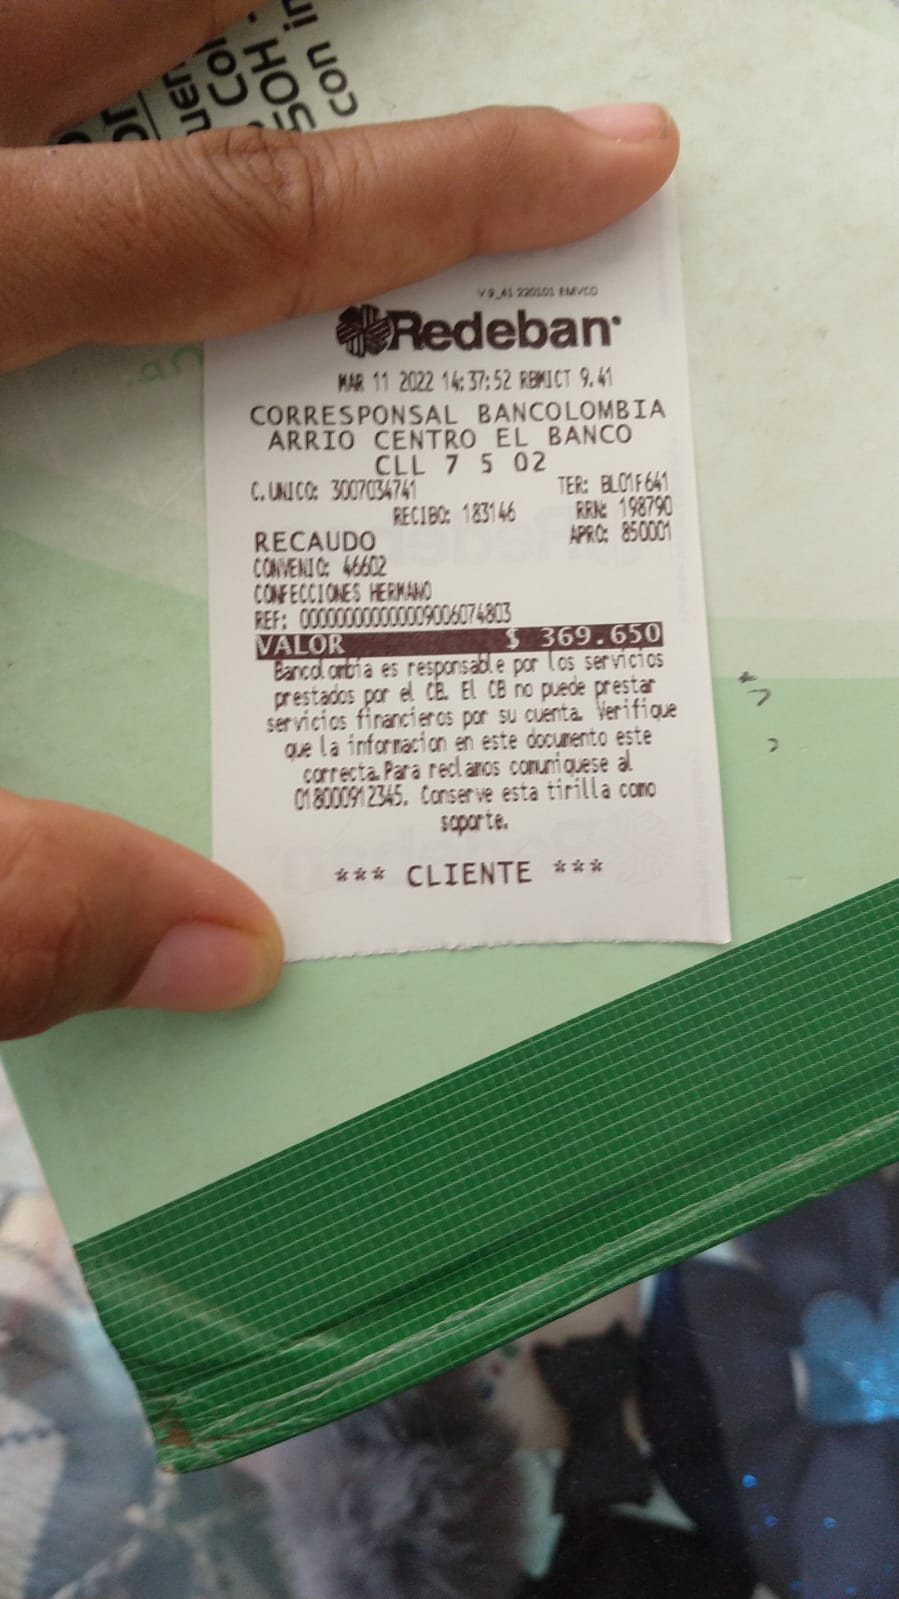 con in
V 9_41 220101 EMVCO
Redeban
MAR 11 2022 14:37:52 RBMICT 9.41
CORRESPONSAL BANCOLOMBIA
ARRIO CENTRO EL BANCO
CLL 7 5 02
C.UNICO: 3007034741 TER: BL01F641
RECIBO: 183146 RRN: 198790
RECAUDO APRO: 850001
CONVENIO: 46602
CONFECCIONES HERMANO
REF: 0000000000000009006074803
VALOR $ 369.650
Bancolombia es responsable por los servicios
prestados por el CB. El CB no puede prestar
servicios financieros por su cuenta. Verifique
que la informacion en este documento este
correcta.Para reclamos comuniquese al
018000912345. Conserve esta tirilla como
soporte.
*** CLIENTE ***